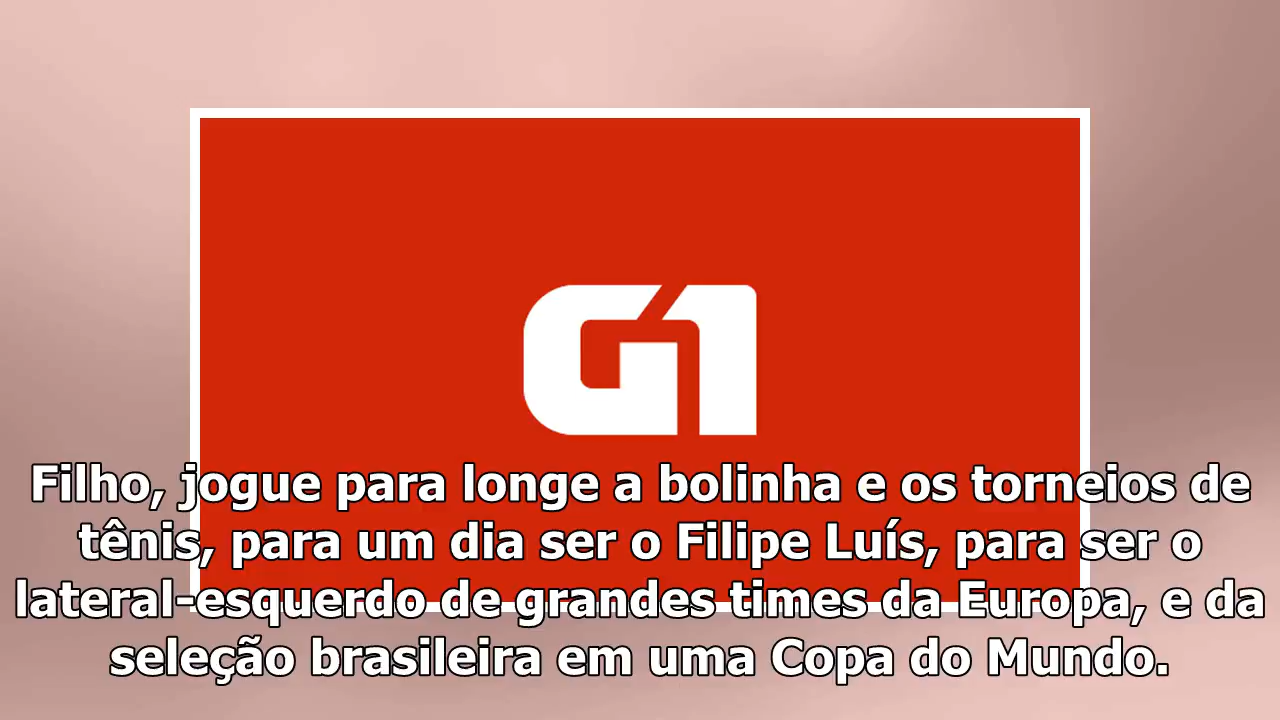 G1
Filho, jogue para longe a bolinha e os torneios de
tênis, para um dia ser o Filipe Luís, para ser o
lateral-esquerdo de grandes times da Europa, e da
seleção brasileira em uma Copa do Mundo.